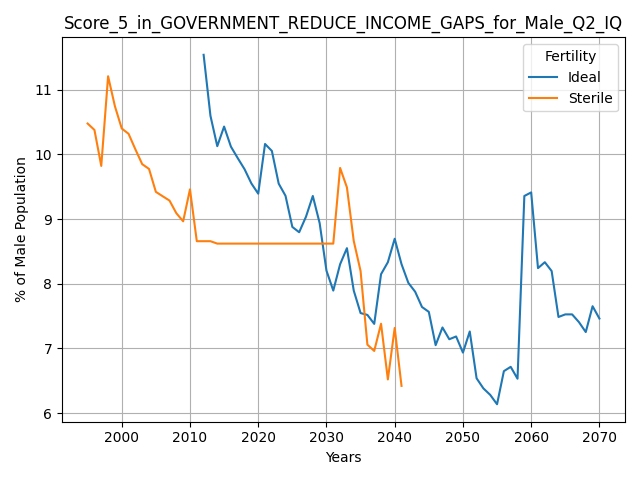 Score_5_in_GOVERNMENT_REDUCE_INCOME_GAPS_for_Male_Q2_IQ
Fertility
Ideal
Sterile
% of Male Population
11
10
9
8
7
6
2000 2010 2020 2030 2040 2050 2060 2070
Years